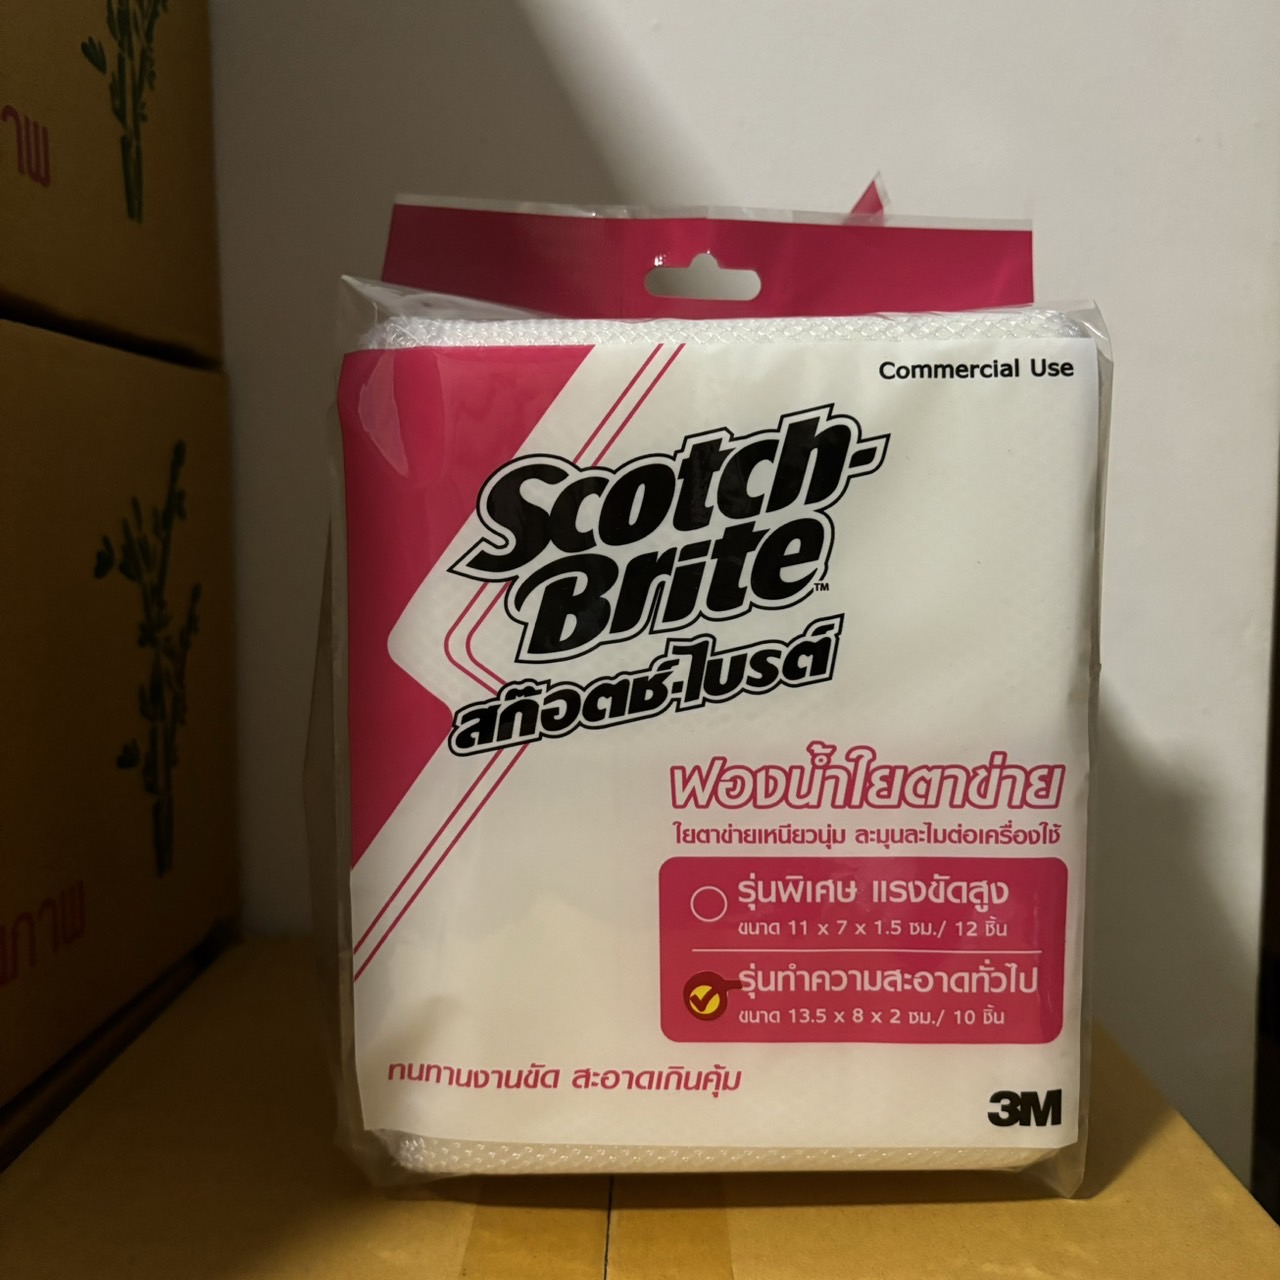 Commercial Use
Scotch-
Brite™
สก๊อตช์-ไบรต์
ฟองน้ำใยตาข่าย
ใยตาข่ายเหนียวนุ่ม ละมุนละไมต่อเครื่องใช้
รุ่นพิเศษ แรงขัดสูง
ขนาด 11 x 7 x 1.5 ซม./ 12 ชิ้น
รุ่นทำความสะอาดทั่วไป
ขนาด 13.5 x 8 x 2 ซม./ 10 ชิ้น
ทนทานงานขัด สะอาดเกินคุ้ม
3M